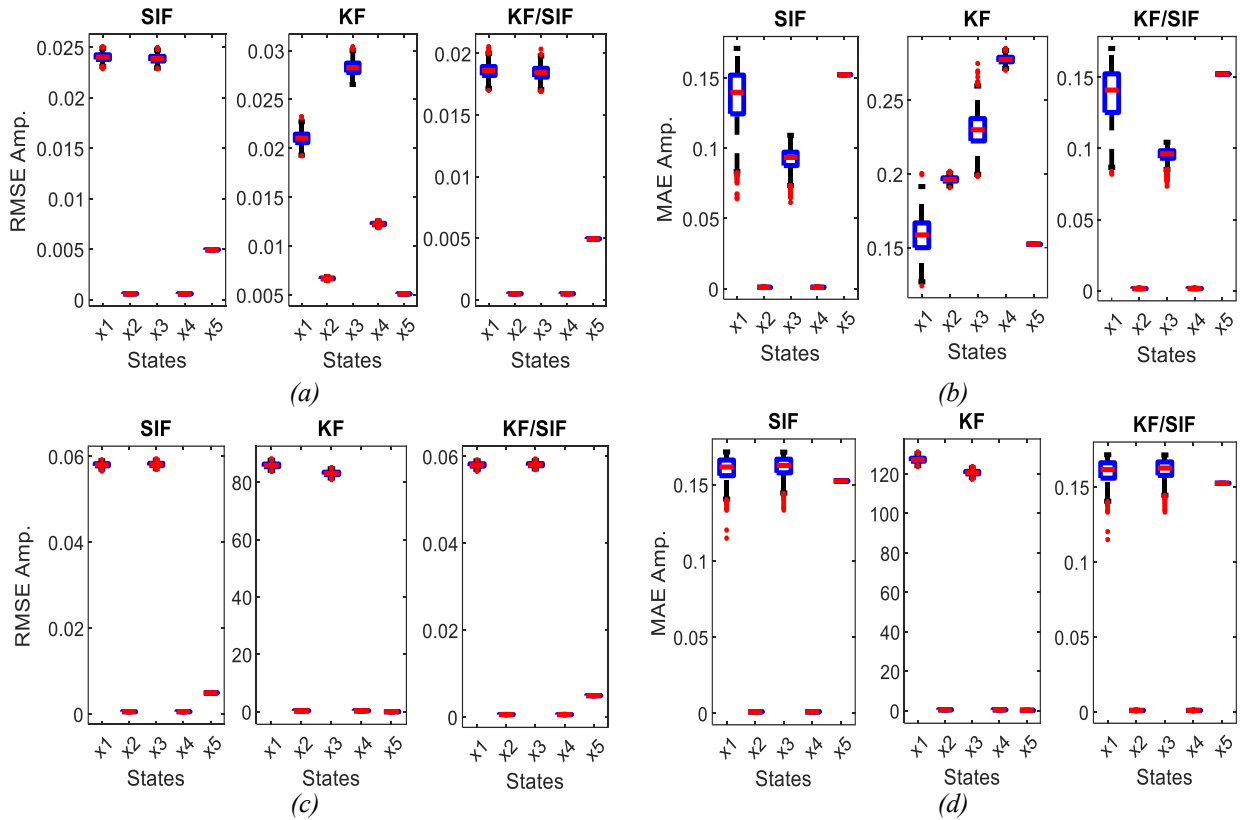 SIF
KF
KF/SIF
RMSE Amp.
0.025
0.02
0.015
0.01
0.005
0
0.03
0.025
0.02
0.015
0.01
0.005
0.02
0.015
0.01
0.005
0
x1 x2 x3 x4 x5
x1 x2 x3 x4 x5
x1 x2 x3 x4 x5
States
States
States
(a)
SIF
KF
KF/SIF
MAE Amp.
0.15
0.1
0.05
0
0.25
0.2
0.15
0.15
0.1
0.05
0
x1 x2 x3 x4 x5
x1 x2 x3 x4 x5
x1 x2 x3 x4 x5
States
States
States
(b)
SIF
KF
KF/SIF
RMSE Amp.
0.06
0.04
0.02
0
80
60
40
20
0
0.06
0.04
0.02
0
x1 x2 x3 x4 x5
x1 x2 x3 x4 x5
x1 x2 x3 x4 x5
States
States
States
(c)
SIF
KF
KF/SIF
MAE Amp.
0.15
0.1
0.05
0
120
100
80
60
40
20
0
0.15
0.1
0.05
0
x1 x2 x3 x4 x5
x1 x2 x3 x4 x5
x1 x2 x3 x4 x5
States
States
States
(d)